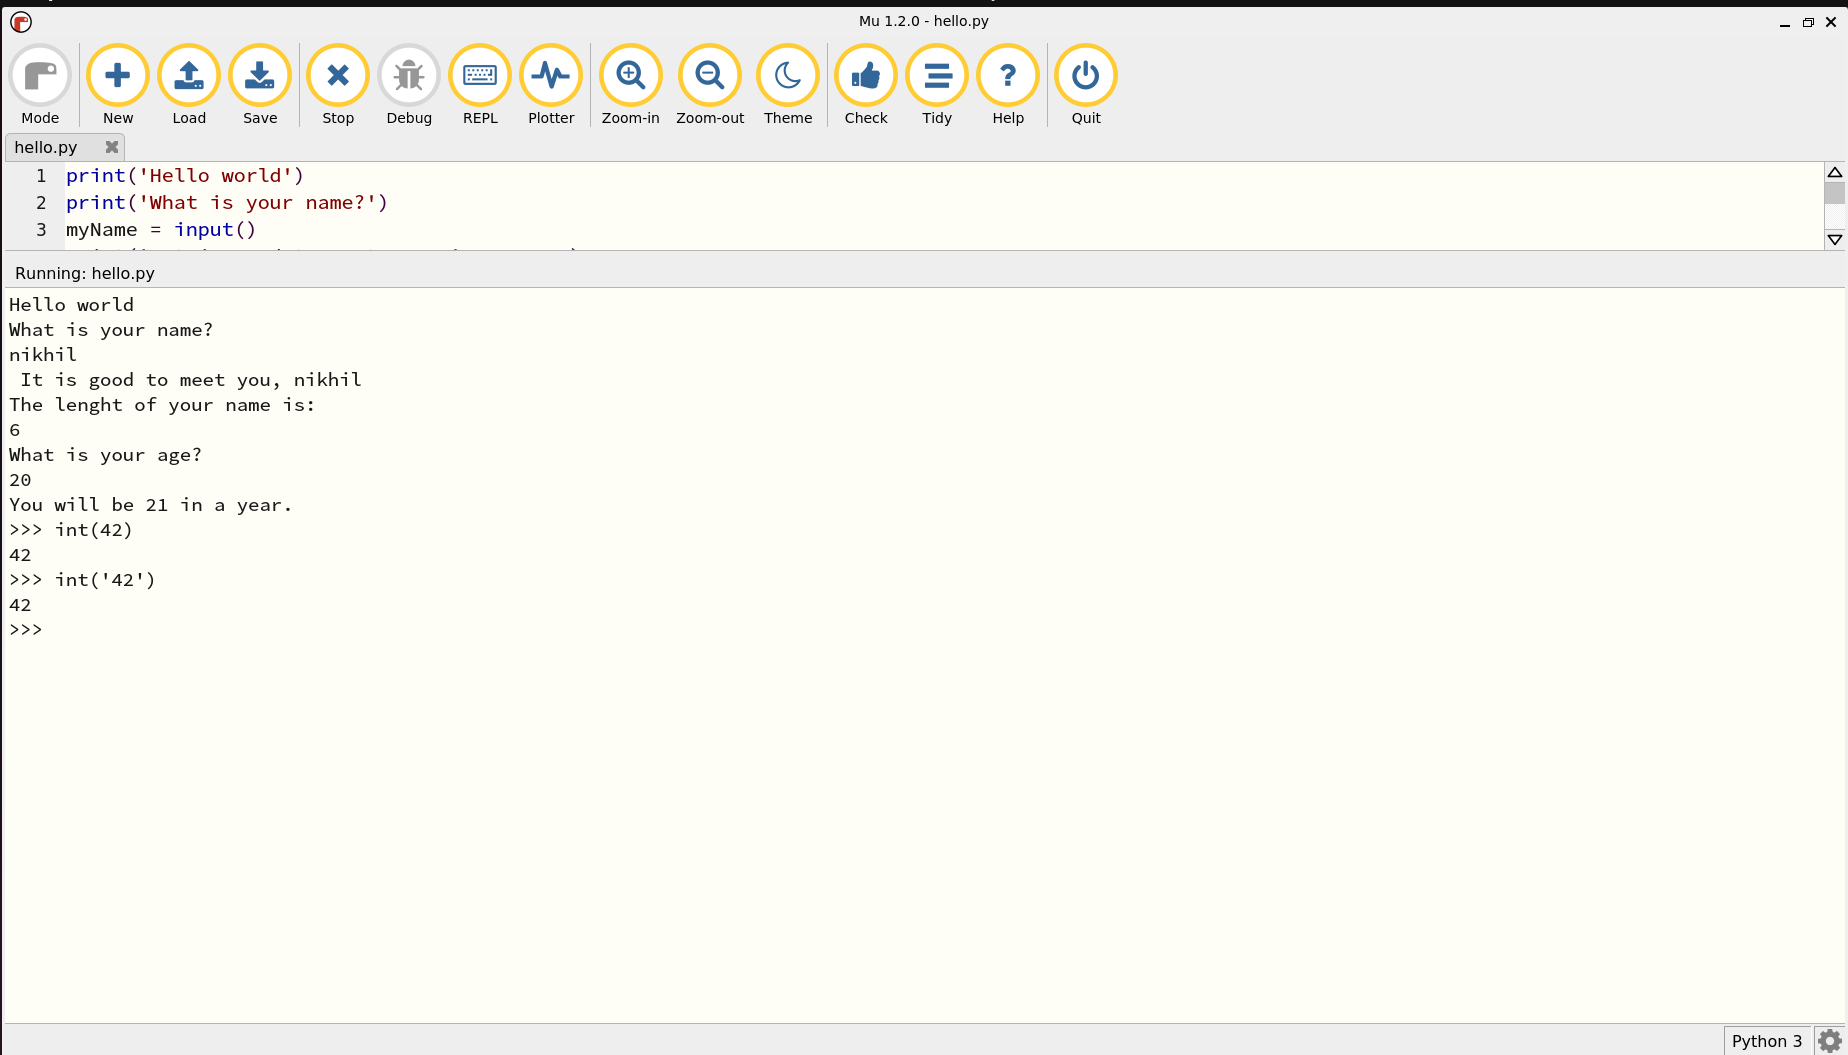 Mu 1.2.0 - hello.py
Mode New Load Save Stop Debug REPL Plotter Zoom-in Zoom-out Theme Check Tidy Help Quit
hello.py
1 print('Hello world')
2 print('What is your name?')
3 myName = input()
Running: hello.py
Hello world
What is your name?
nikhil
 It is good to meet you, nikhil
The lenght of your name is:
6
What is your age?
20
You will be 21 in a year.
>>> int(42)
42
>>> int('42')
42
>>>
Python 3